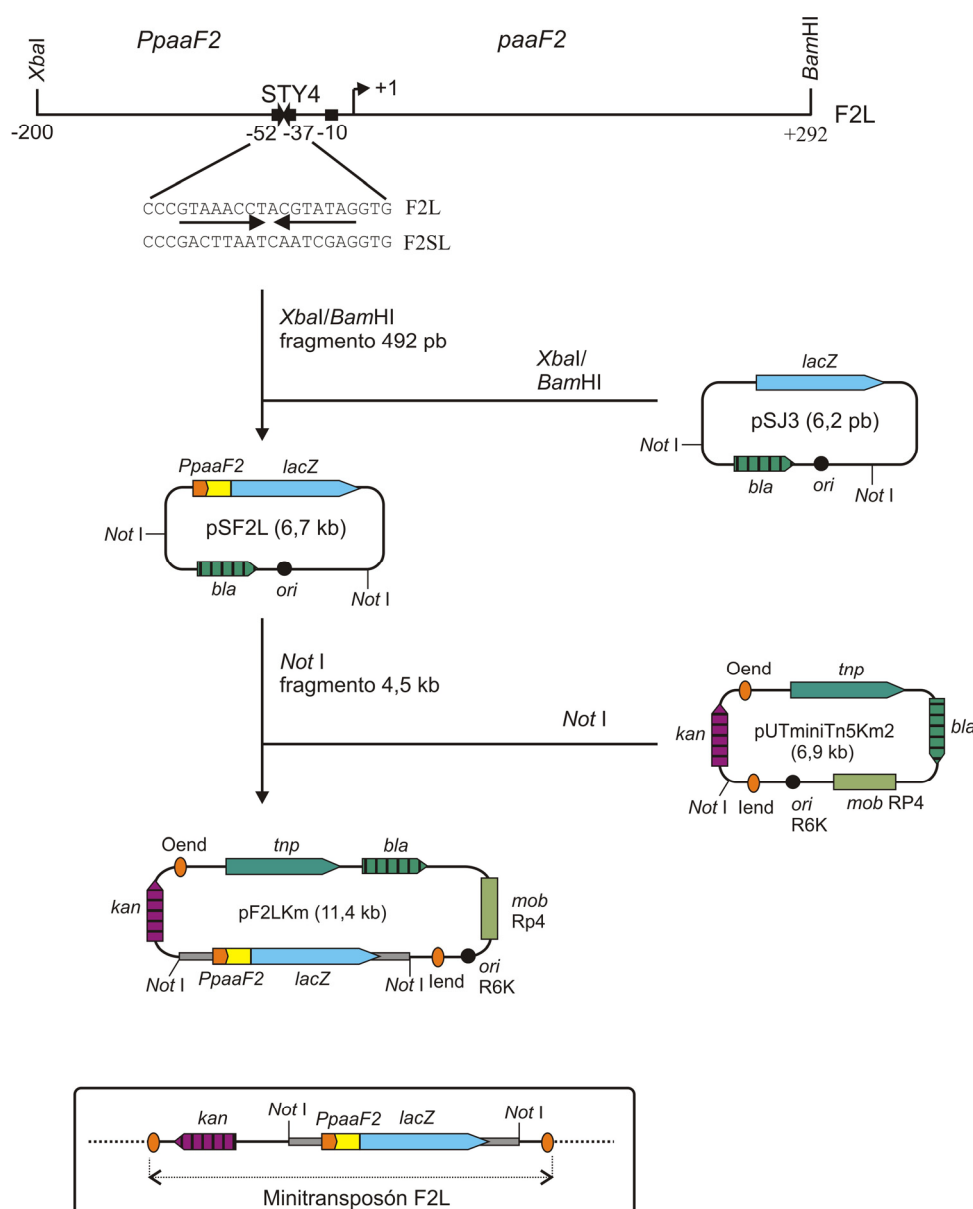 PpaaF2
paaF2
XbaI
BamHI
STY4
+1
F2L
-200
-52
-37
-10
+292
CCCGTAAACCTACGTATAGGTG F2L
CCCGACTTAATCAATCGAGGTG F2SL
XbaI/BamHI
fragmento 492 pb
XbaI/
BamHI
lacZ
pSJ3 (6,2 pb)
Not I
bla
ori
Not I
PpaaF2
lacZ
Not I
pSF2L (6,7 kb)
bla
ori
Not I
Not I
fragmento 4,5 kb
Not I
Oend
tnp
kan
pUTminiTn5Km2
(6,9 kb)
bla
Not I
Iend
ori
R6K
mob RP4
Oend
tnp
bla
kan
pF2LKm (11,4 kb)
mob
Rp4
Not I
PpaaF2
lacZ
Not I
Iend
ori
R6K
kan
Not I
PpaaF2
lacZ
Not I
Minitransposón F2L